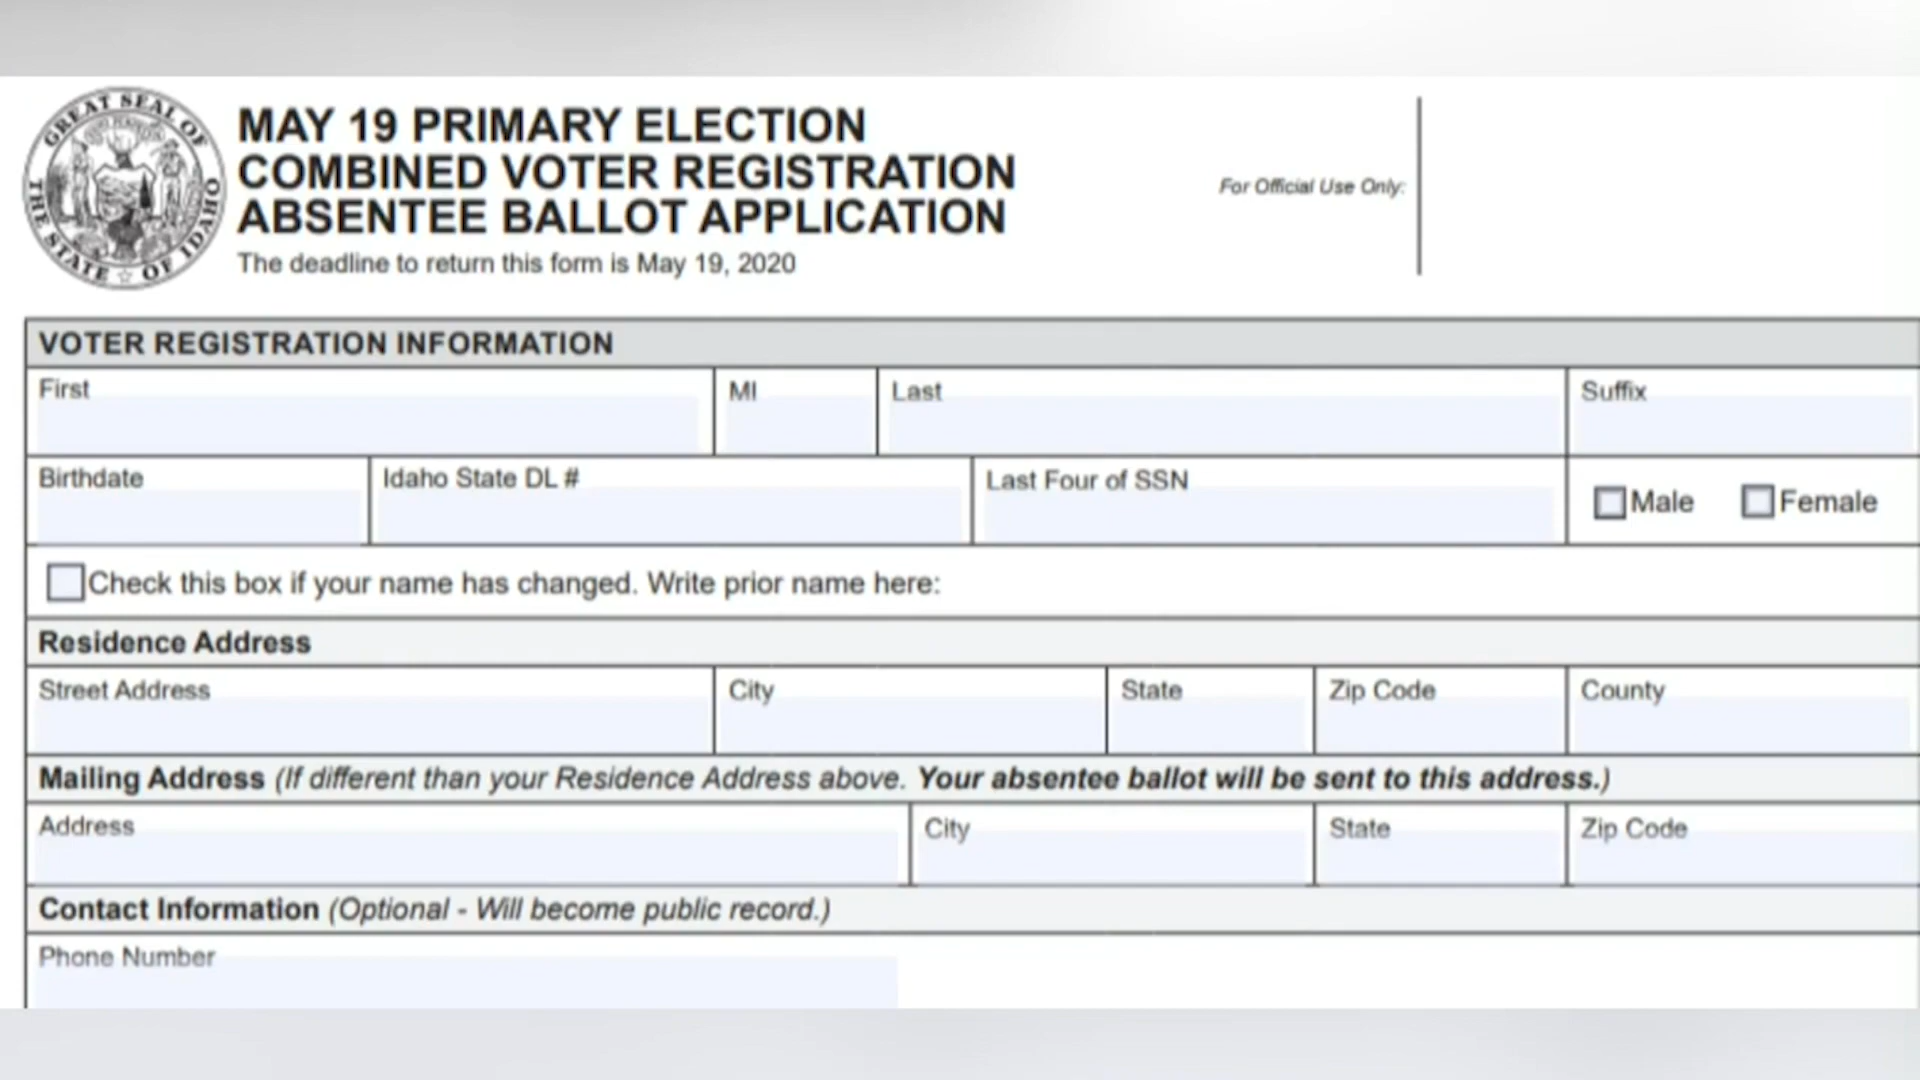 GREAT SEAL OF
THE STATE OF IDAHO
MAY 19 PRIMARY ELECTION
COMBINED VOTER REGISTRATION
ABSENTEE BALLOT APPLICATION
The deadline to return this form is May 19, 2020
For Official Use Only:
VOTER REGISTRATION INFORMATION
First MI Last Suffix
Birthdate Idaho State DL # Last Four of SSN Male Female
Check this box if your name has changed. Write prior name here:
Residence Address
Street Address City State Zip Code County
Mailing Address (If different than your Residence Address above. Your absentee ballot will be sent to this address.)
Address City State Zip Code
Contact Information (Optional - Will become public record.)
Phone Number